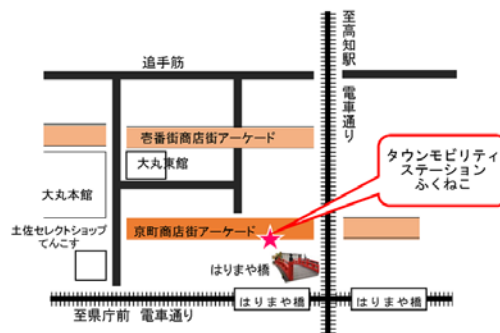 至高知駅
追手筋
電車通り
壱番街商店街アーケード
大丸東館
タウンモビリティ
ステーション
ふくねこ
大丸本館
土佐セレクトショップ
てんこす
京町商店街アーケード
はりまや橋
はりまや橋
はりまや橋
至県庁前 電車通り